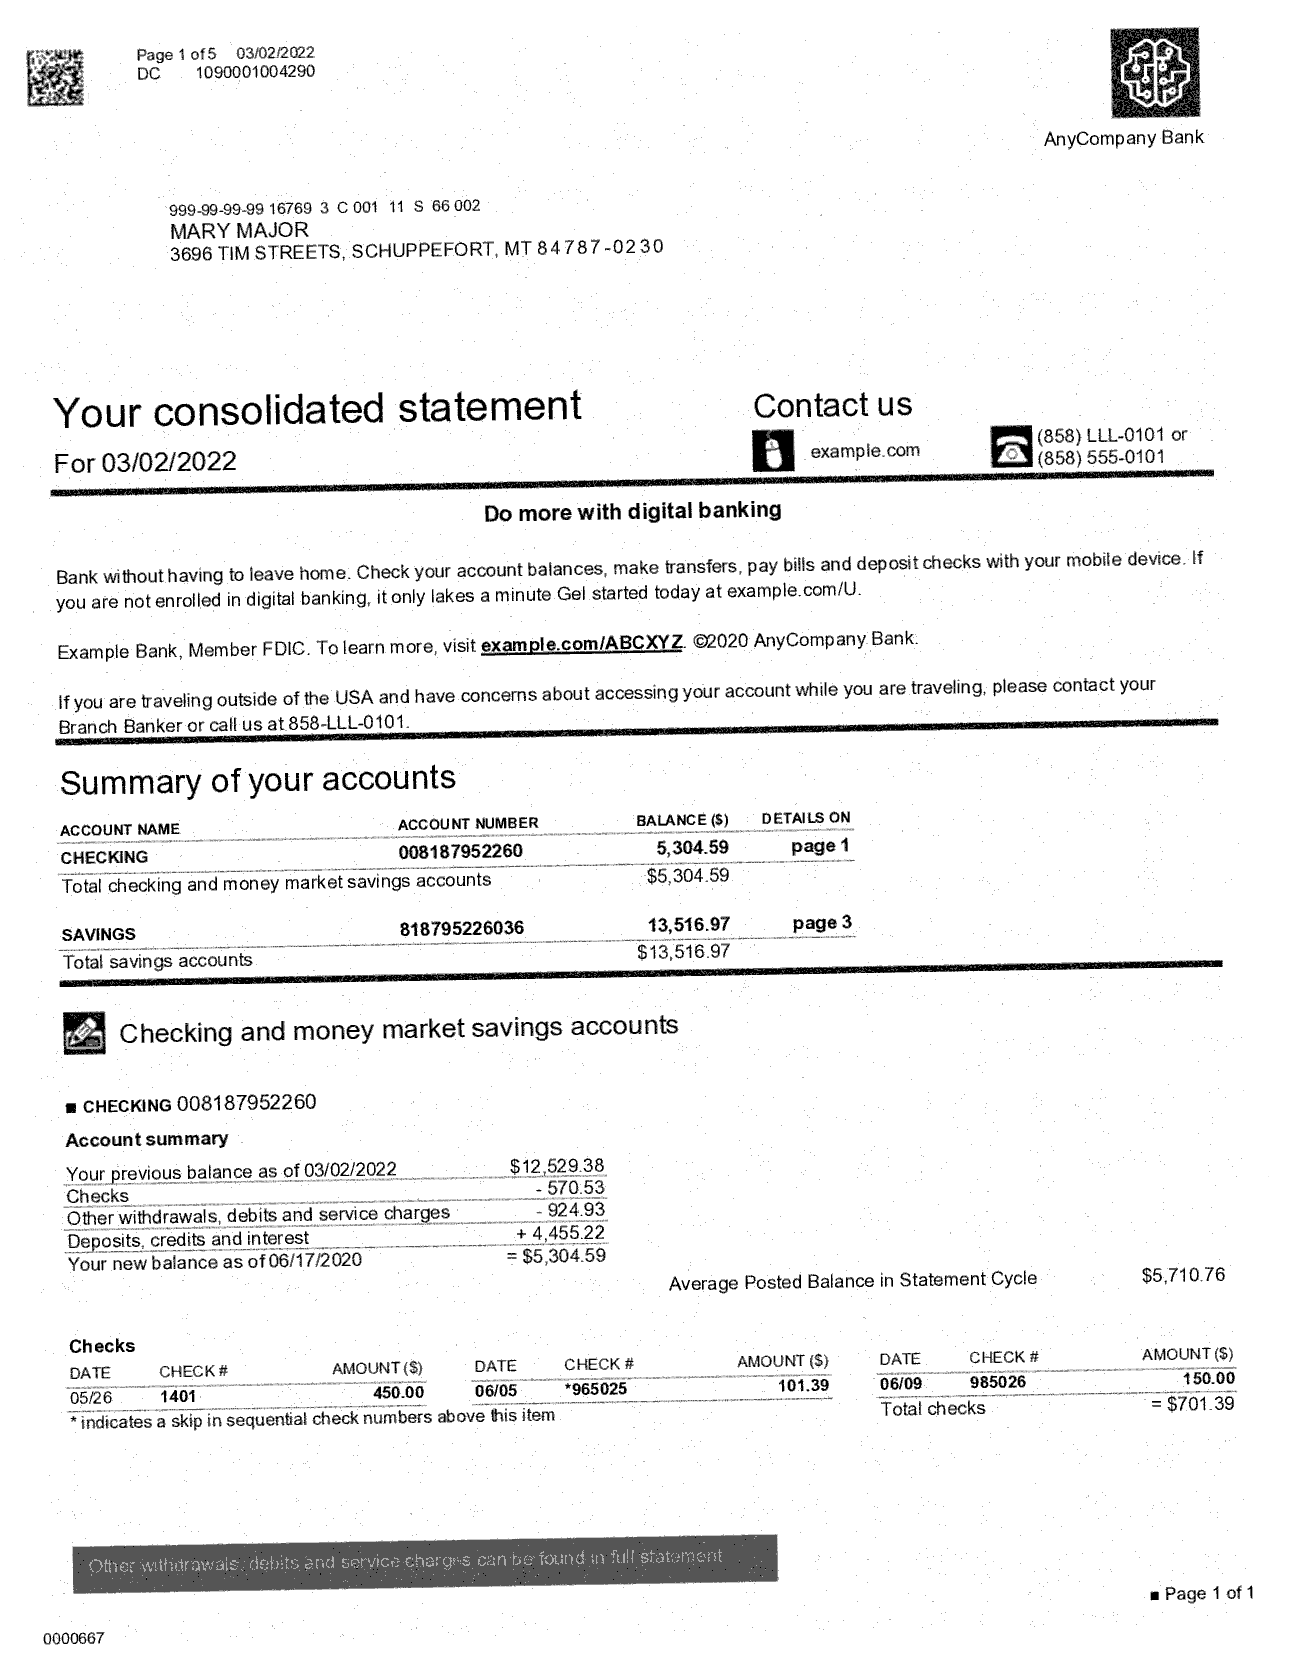 Page 1 of 5 03/02/2022
DC 1090001004290
AnyCompany Bank
999-99-99-99 16769 3 C 001 11 S 66 002
MARY MAJOR
3696 TIM STREETS, SCHUPPEFORT, MT 84787-0230
Your consolidated statement
For 03/02/2022
Contact us
example.com
(858) LLL-0101 or
(858) 555-0101
Do more with digital banking
Bank without having to leave home. Check your account balances, make transfers, pay bills and deposit checks with your mobile device. If
you are not enrolled in digital banking, it only lakes a minute Gel started today at example.com/U.
Example Bank, Member FDIC. To learn more, visit example.com/ABCXYZ. ©2020 AnyCompany Bank.
If you are traveling outside of the USA and have concerns about accessing your account while you are traveling, please contact your
Branch Banker or call us at 858-LLL-0101.
Summary of your accounts
ACCOUNT NAME ACCOUNT NUMBER BALANCE ($) DETAILS ON
CHECKING 008187952260 5,304.59 page 1
Total checking and money market savings accounts $5,304.59
SAVINGS 818795226036 13,516.97 page 3
Total savings accounts $13,516.97
Checking and money market savings accounts
■ CHECKING 008187952260
Account summary
Your previous balance as of 03/02/2022 $12,529.38
Checks - 570.53
Other withdrawals, debits and service charges - 924.93
Deposits, credits and interest + 4,455.22
Your new balance as of 06/17/2020 = $5,304.59
Average Posted Balance in Statement Cycle $5,710.76
Checks
DATE CHECK # AMOUNT ($) DATE CHECK # AMOUNT ($) DATE CHECK # AMOUNT ($)
05/26 1401 450.00 06/05 *965025 101.39 06/09 985026 150.00
* indicates a skip in sequential check numbers above this item Total checks = $701.39
Other withdrawals, debits and service charges can be found in full statement
■ Page 1 of 1
0000667